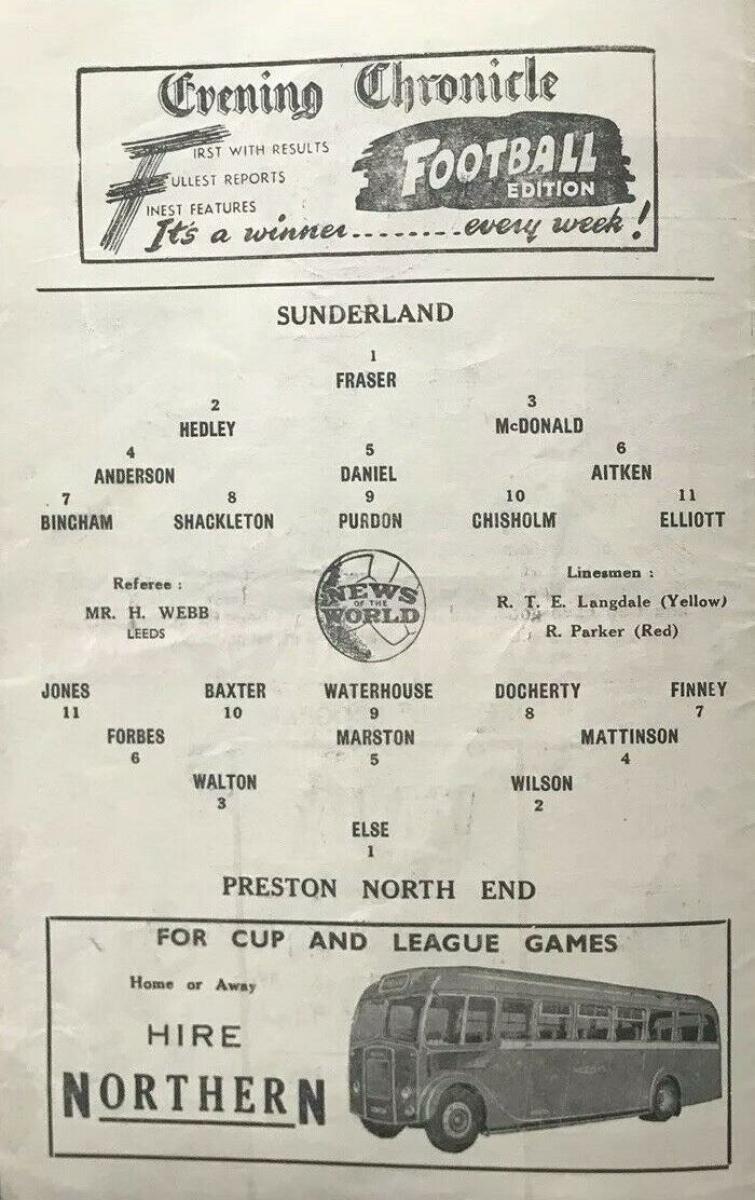 Evening Chronicle
FIRST WITH RESULTS
FULLEST REPORTS
FINEST FEATURES
FOOTBALL
EDITION
It's a winner........every week!
SUNDERLAND
1
FRASER
2 3
HEDLEY McDONALD
4 5 6
ANDERSON DANIEL AITKEN
7 8 9 10 11
BINGHAM SHACKLETON PURDON CHISHOLM ELLIOTT
Referee :
MR. H. WEBB
LEEDS
NEWS
OF THE
WORLD
Linesmen :
R. T. E. Langdale (Yellow)
R. Parker (Red)
JONES BAXTER WATERHOUSE DOCHERTY FINNEY
11 10 9 8 7
FORBES MARSTON MATTINSON
6 5 4
WALTON WILSON
3 2
ELSE
1
PRESTON NORTH END
FOR CUP AND LEAGUE GAMES
Home or Away
HIRE
NORTHERN